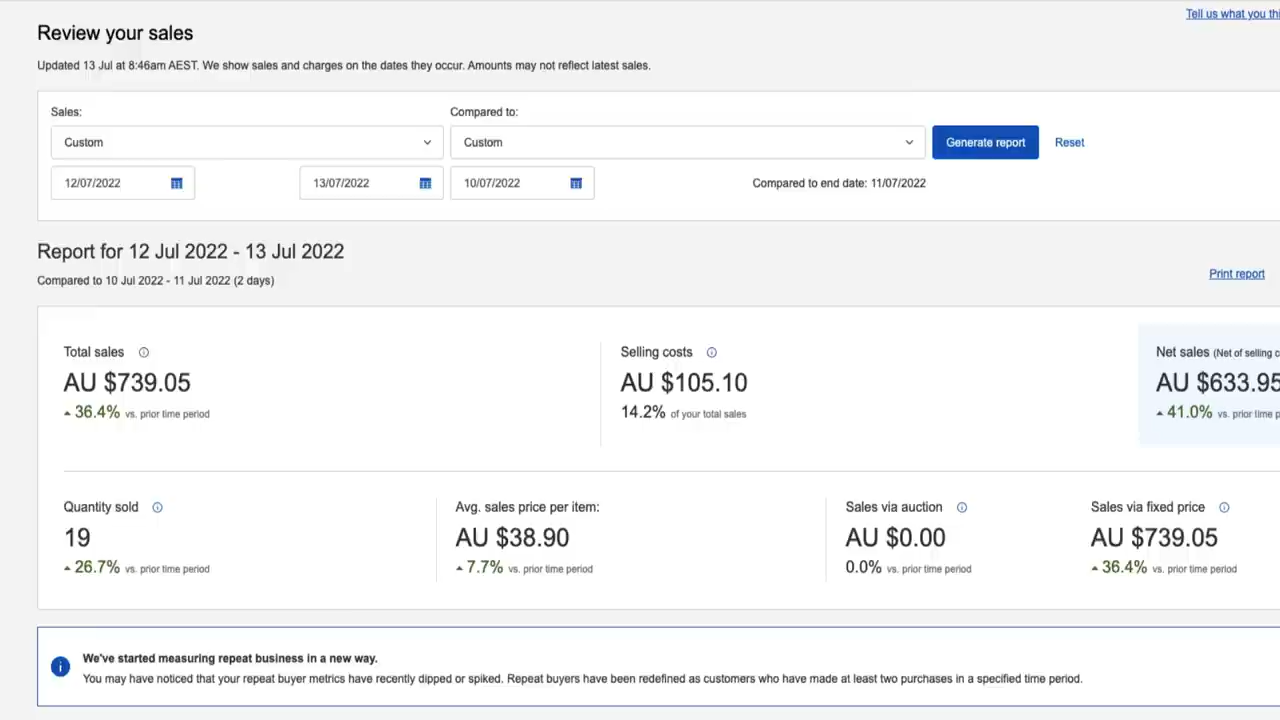 Tell us what you
Review your sales
Updated 13 Jul at 8:46am AEST. We show sales and charges on the dates they occur. Amounts may not reflect latest sales.
Sales: Compared to:
Custom Custom Generate report Reset
12/07/2022 13/07/2022 10/07/2022 Compared to end date: 11/07/2022
Report for 12 Jul 2022 - 13 Jul 2022
Print report
Compared to 10 Jul 2022 - 11 Jul 2022 (2 days)
Total sales Selling costs Net sales (Net of selling
AU $739.05 AU $105.10 AU $633.95
36.4% vs. prior time period 14.2% of your total sales 41.0% vs. prior time
Quantity sold Avg. sales price per item: Sales via auction Sales via fixed price
19 AU $38.90 AU $0.00 AU $739.05
26.7% vs. prior time period 7.7% vs. prior time period 0.0% vs. prior time period 36.4% vs. prior time period
We've started measuring repeat business in a new way.
You may have noticed that your repeat buyer metrics have recently dipped or spiked. Repeat buyers have been redefined as customers who have made at least two purchases in a specified time period.